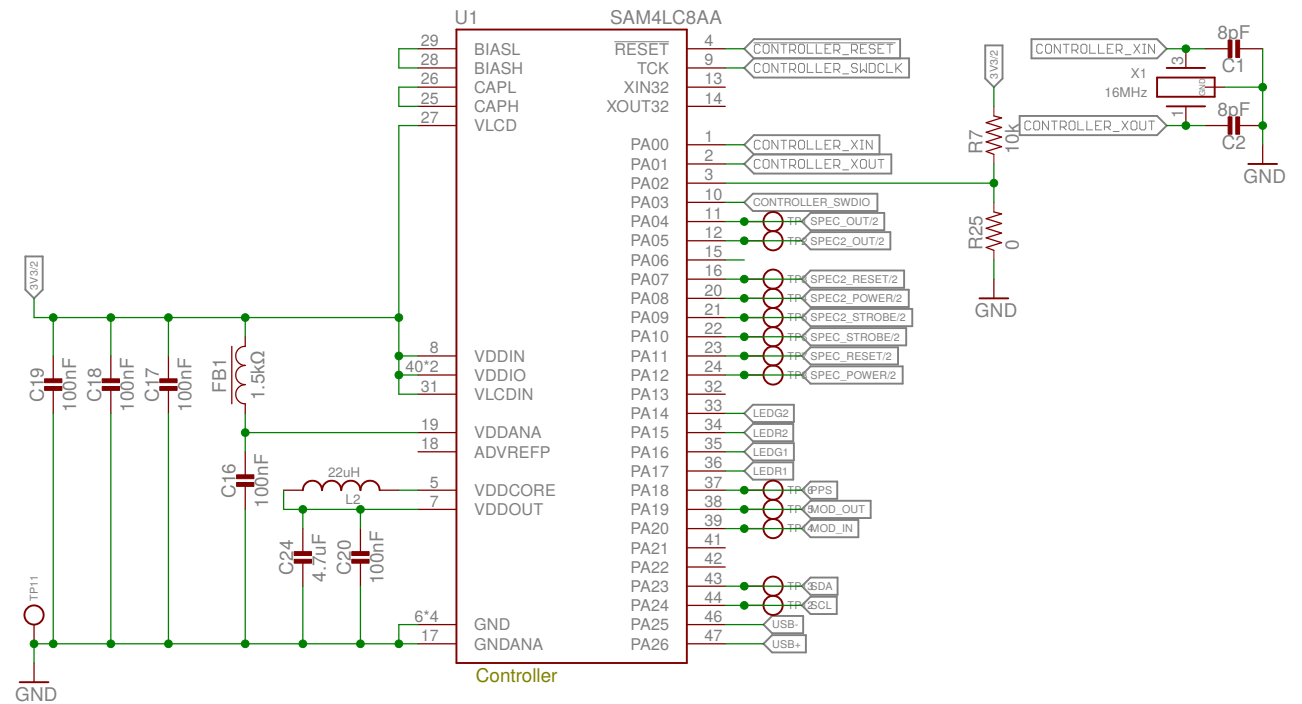 U1 SAM4LC8AA
29 BIASL
28 BIASH
26 CAPL
25 CAPH
27 VLCD
8 VDDIN
40*2 VDDIO
31 VLCDIN
19 VDDANA
18 ADVREFP
5 VDDCORE
7 VDDOUT
6*4 GND
17 GNDANA
RESET 4 CONTROLLER_RESET
TCK 9 CONTROLLER_SWDCLK
XIN32 13
XOUT32 14
PA00 1 CONTROLLER_XIN
PA01 2 CONTROLLER_XOUT
PA02 3
PA03 10 CONTROLLER_SWDIO
PA04 11 SPEC_OUT/2
PA05 12 SPEC2_OUT/2
PA06 15
PA07 16 SPEC2_RESET/2
PA08 20 SPEC2_POWER/2
PA09 21 SPEC2_STROBE/2
PA10 22 SPEC_STROBE/2
PA11 23 SPEC_RESET/2
PA12 24 SPEC_POWER/2
PA13 32
PA14 33 LEDG2
PA15 34 LEDR2
PA16 35 LEDG1
PA17 36 LEDR1
PA18 37 PPS
PA19 38 MOD_OUT
PA20 39 MOD_IN
PA21 41
PA22 42
PA23 43 SDA
PA24 44 SCL
PA25 46 USB-
PA26 47 USB+
Controller
3V3/2
C19 100nF
C18 100nF
C17 100nF
FB1 1.5kΩ
C16 100nF
22uH
L2
C24 4.7uF
C20 100nF
TP11
GND
3V3/2
R7 10k
R25 0
GND
CONTROLLER_XIN
8pF
C1
3
X1
16MHz
GND
1
CONTROLLER_XOUT
8pF
C2
GND